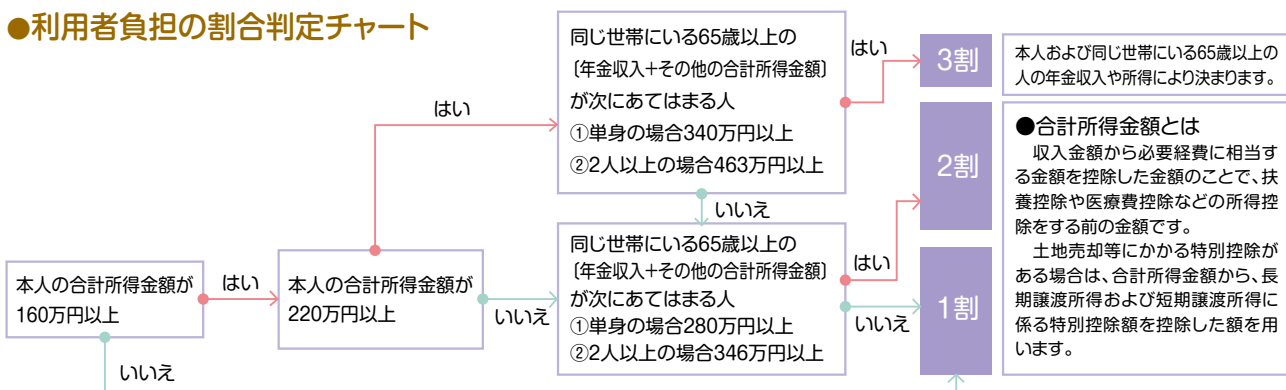 ●利用者負担の割合判定チャート
本人の合計所得金額が
160万円以上
はい
いいえ
本人の合計所得金額が
220万円以上
はい
いいえ
同じ世帯にいる65歳以上の
〔年金収入+その他の合計所得金額〕
が次にあてはまる人
①単身の場合340万円以上
②2人以上の場合463万円以上
はい
いいえ
同じ世帯にいる65歳以上の
〔年金収入+その他の合計所得金額〕
が次にあてはまる人
①単身の場合280万円以上
②2人以上の場合346万円以上
はい
いいえ
3割
2割
1割
本人および同じ世帯にいる65歳以上の
人の年金収入や所得により決まります。
●合計所得金額とは
　収入金額から必要経費に相当す
る金額を控除した金額のことで、扶
養控除や医療費控除などの所得控
除をする前の金額です。
　土地売却等にかかる特別控除が
ある場合は、合計所得金額から、長
期譲渡所得および短期譲渡所得に
係る特別控除額を控除した額を用
います。